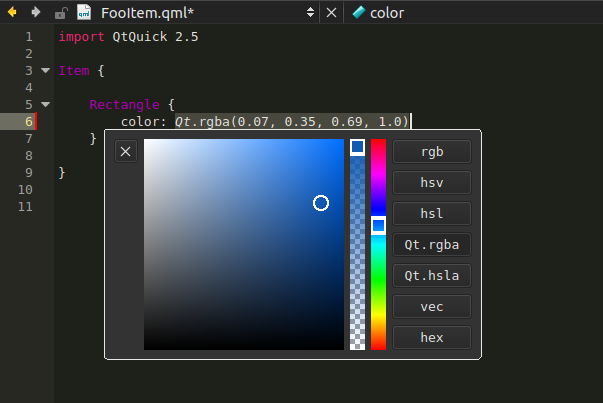 qml FooItem.qml* color
1 import QtQuick 2.5
2
3 Item {
4
5 Rectangle {
6 color: Qt.rgba(0.07, 0.35, 0.69, 1.0)
7 }
8
9 }
10
11
rgb
hsv
hsl
Qt.rgba
Qt.hsla
vec
hex